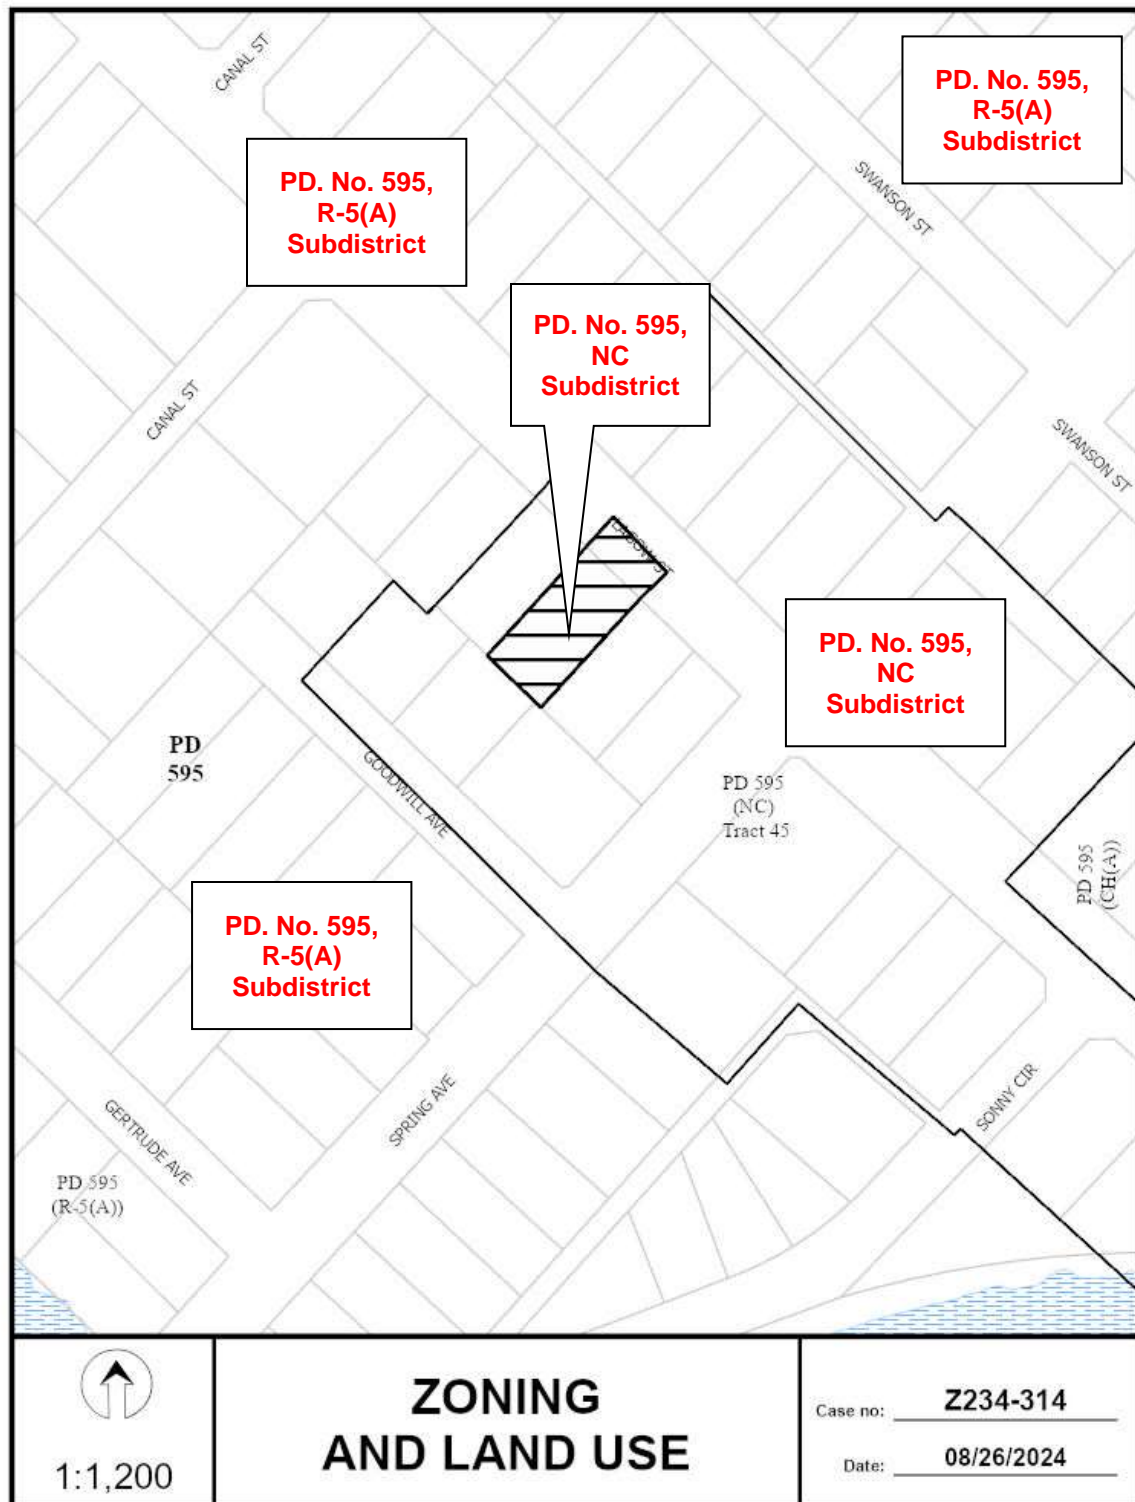 CANAL ST
PD. No. 595,
R-5(A)
Subdistrict
PD. No. 595,
R-5(A)
Subdistrict
SWANSON ST
PD. No. 595,
NC
Subdistrict
CANAL ST
SWANSON ST
LAGOW ST
PD. No. 595,
NC
Subdistrict
PD
595
GOODWILL AVE
PD 595
(NC)
Tract 45
PD 595
(CH(A))
PD. No. 595,
R-5(A)
Subdistrict
GERTRUDE AVE
SPRING AVE
SONNY CIR
PD 595
(R-5(A))
1:1,200
ZONING
AND LAND USE
Case no: Z234-314
Date: 08/26/2024